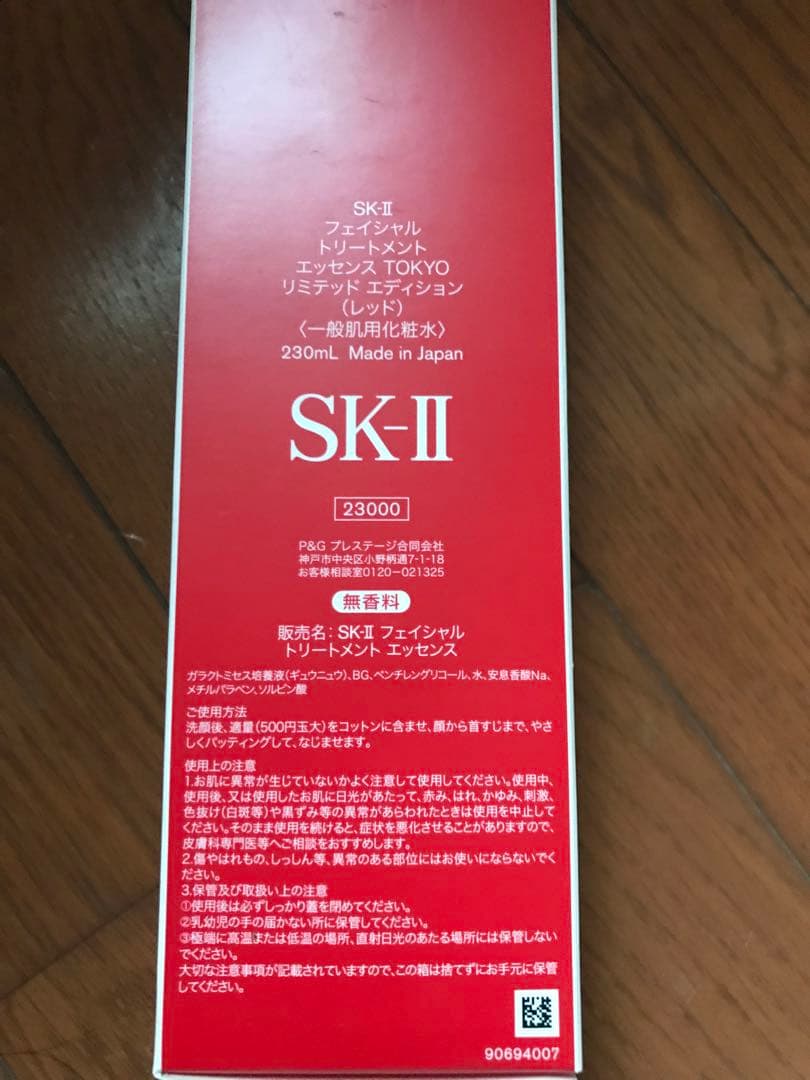 SK-II
フェイシャル
トリートメント
エッセンス TOKYO
リミテッド エディション
（レッド）
〈一般肌用化粧水〉
230mL Made in Japan
SK-II
23000
P&G プレステージ合同会社
神戸市中央区小野柄通7-1-18
お客様相談室0120-021325
無香料
販売名：SK-II フェイシャル
トリートメント エッセンス
ガラクトミセス培養液（ギュウニュウ）、BG、ペンチレングリコール、水、安息香酸Na、
メチルパラベン、ソルビン酸
ご使用方法
洗顔後、適量（500円玉大）をコットンに含ませ、顔から首すじまで、やさ
しくパッティングして、なじませます。
使用上の注意
1.お肌に異常が生じていないかよく注意して使用してください。使用中、
使用後、又は使用したお肌に日光があたって、赤み、はれ、かゆみ、刺激、
色抜け（白斑等）や黒ずみ等の異常があらわれたときは使用を中止して
ください。そのまま使用を続けると、症状を悪化させることがありますので、
皮膚科専門医等へご相談をおすすめします。
2.傷やはれもの、しっしん等、異常のある部位にはお使いにならないでく
ださい。
3.保管及び取扱い上の注意
①使用後は必ずしっかり蓋を閉めてください。
②乳幼児の手の届かない所に保管してください。
③極端に高温または低温の場所、直射日光のあたる場所には保管しない
でください。
大切な注意事項が記載されていますので、この箱は捨てずにお手元に保管
してください。
90694007